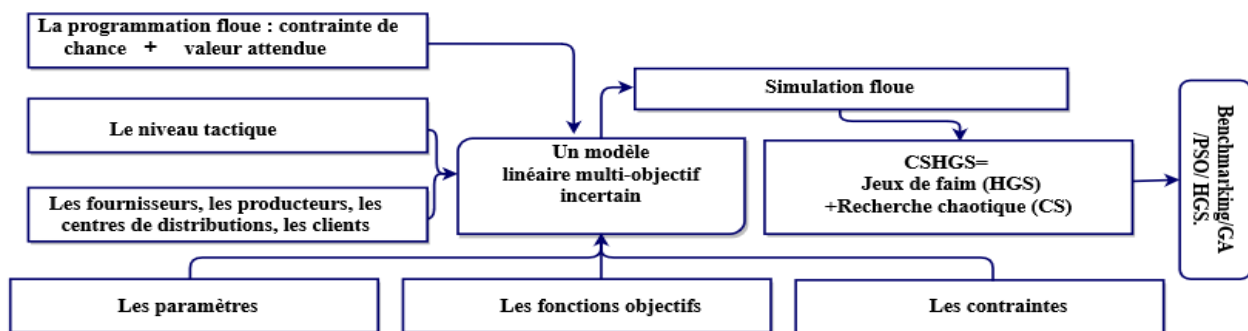 La programmation floue : contrainte de
chance + valeur attendue
Le niveau tactique
Les fournisseurs, les producteurs, les
centres de distributions, les clients
Un modèle
linéaire multi-objectif
incertain
Simulation floue
CSHGS=
Jeux de faim (HGS)
+Recherche chaotique (CS)
Benchmarking/GA
/PSO/ HGS.
Les paramètres
Les fonctions objectifs
Les contraintes